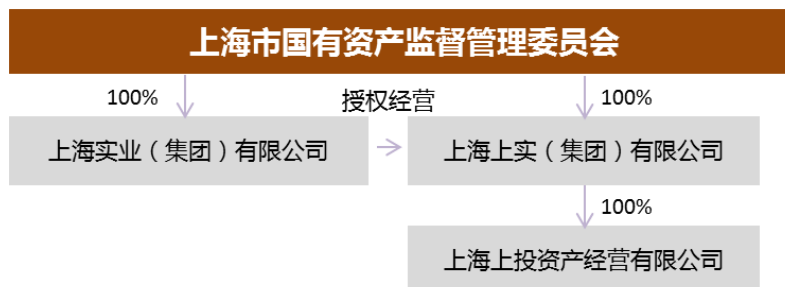 上海市国有资产监督管理委员会
100%
授权经营
100%
上海实业（集团）有限公司
上海上实（集团）有限公司
100%
上海上投资产经营有限公司